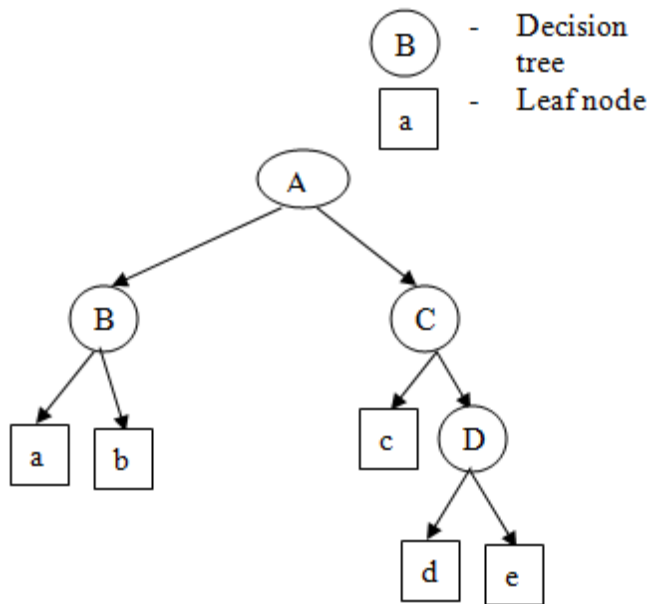 B - Decision
tree
a - Leaf node
A
B C
a b c D
d e